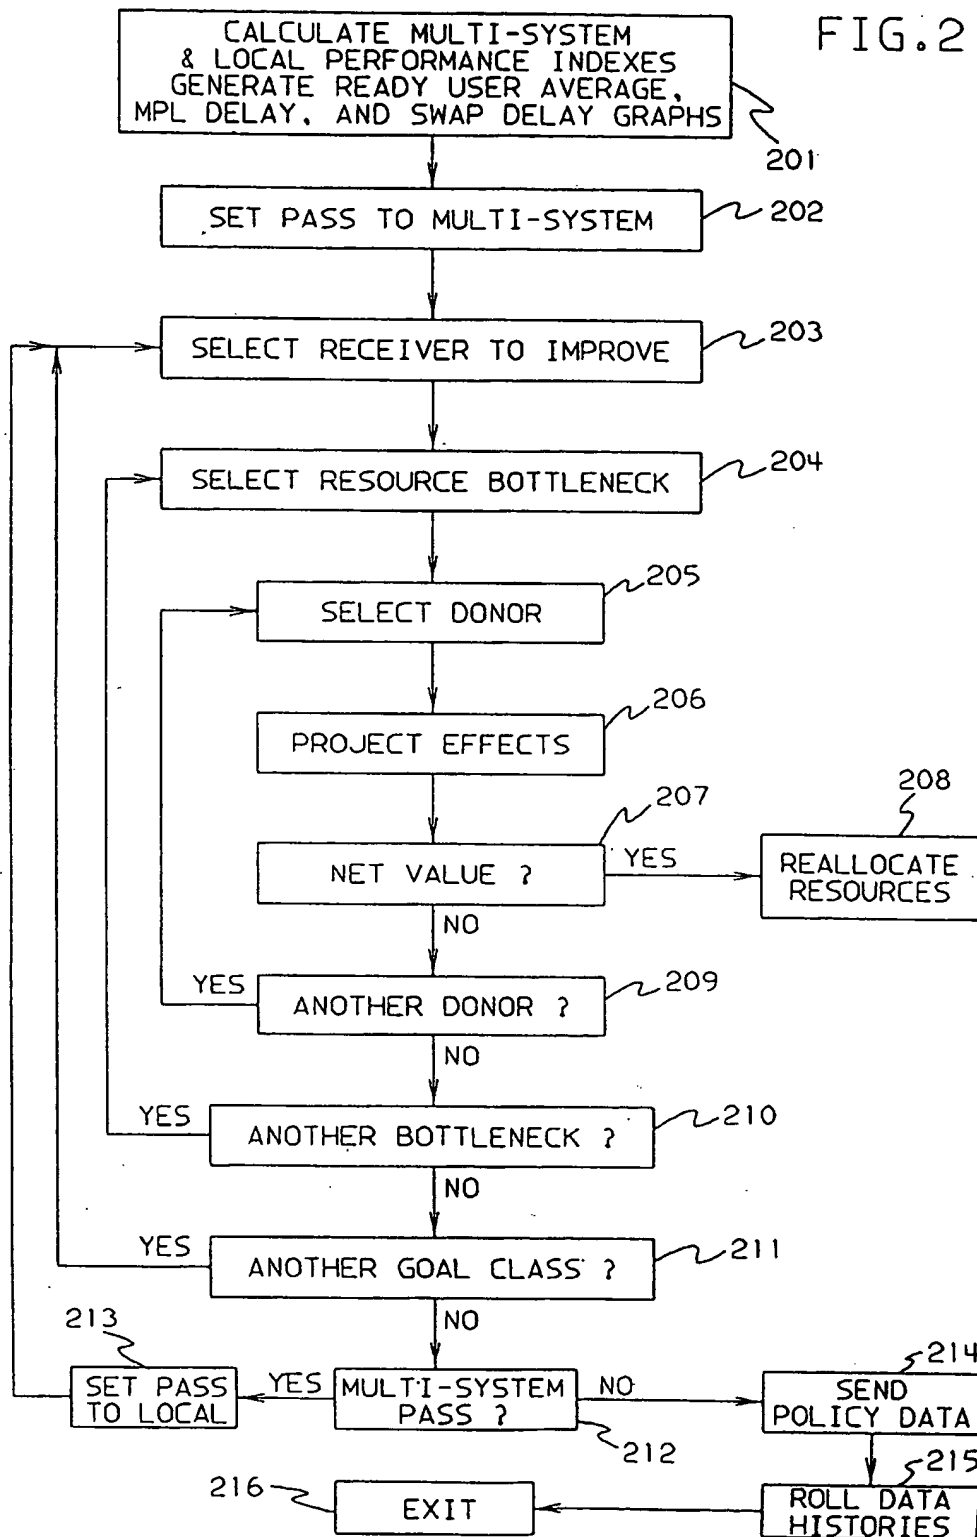 FIG.2
CALCULATE MULTI-SYSTEM
& LOCAL PERFORMANCE INDEXES
GENERATE READY USER AVERAGE,
MPL DELAY, AND SWAP DELAY GRAPHS
201
SET PASS TO MULTI-SYSTEM
202
SELECT RECEIVER TO IMPROVE
203
SELECT RESOURCE BOTTLENECK
204
205
SELECT DONOR
206
PROJECT EFFECTS
207
208
NET VALUE ?
YES
REALLOCATE
RESOURCES
NO
YES
ANOTHER DONOR ?
209
NO
YES
ANOTHER BOTTLENECK ?
210
NO
YES
ANOTHER GOAL CLASS ?
211
NO
213
214
SET PASS
TO LOCAL
YES
MULTI-SYSTEM
PASS ?
NO
SEND
POLICY DATA
212
215
216
EXIT
ROLL DATA
HISTORIES